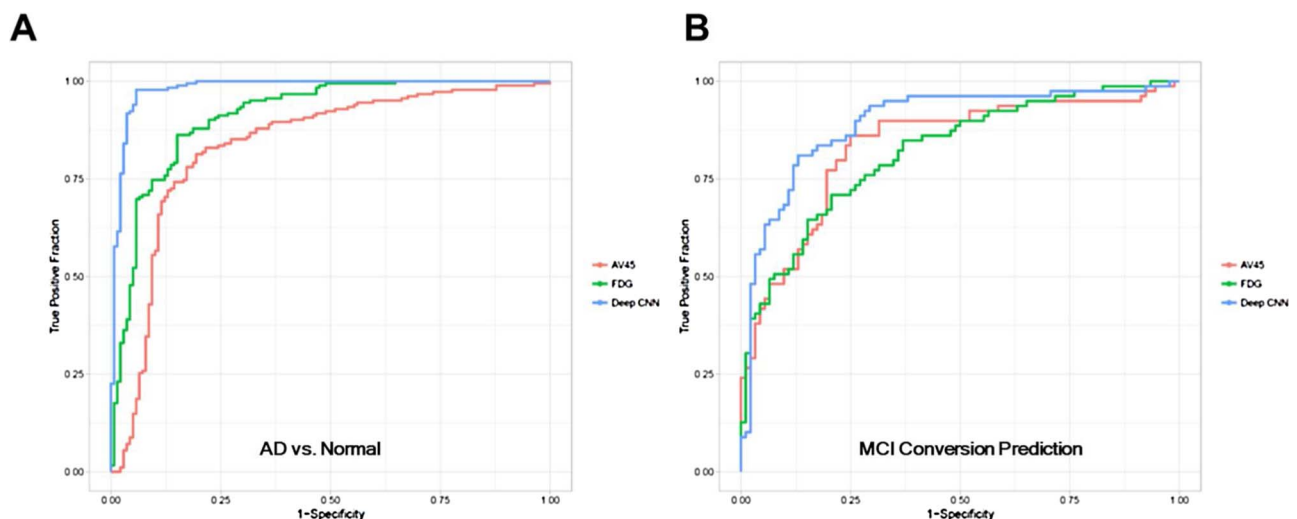 A
1.00
0.75
0.50
0.25
0.00
True Positive Fraction
0.00 0.25 0.50 0.75 1.00
1-Specificity
AD vs. Normal
AV45
FDG
Deep CNN
B
1.00
0.75
0.50
0.25
0.00
True Positive Fraction
0.00 0.25 0.50 0.75 1.00
1-Specificity
MCI Conversion Prediction
AV45
FDG
Deep CNN